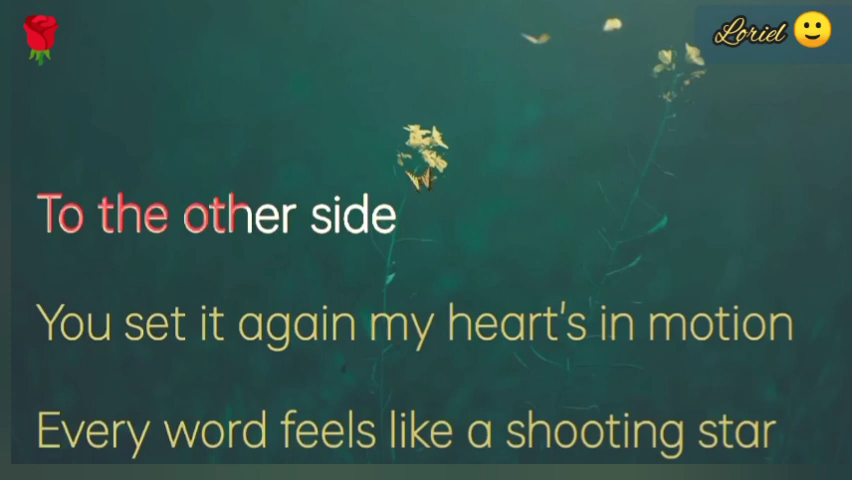 Loriel
To the other side
You set it again my heart's in motion
Every word feels like a shooting star